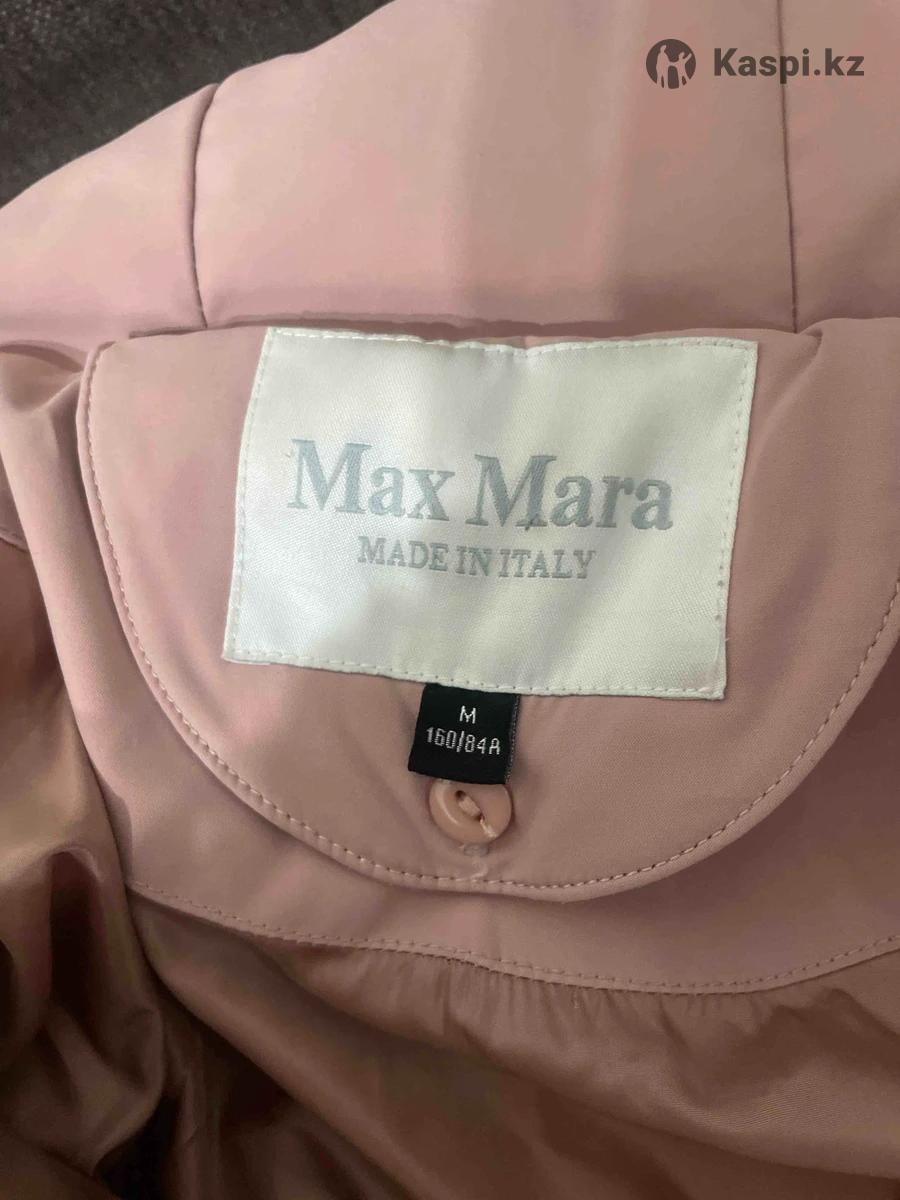 Kaspi.kz
Max Mara
MADE IN ITALY
M
160/84A